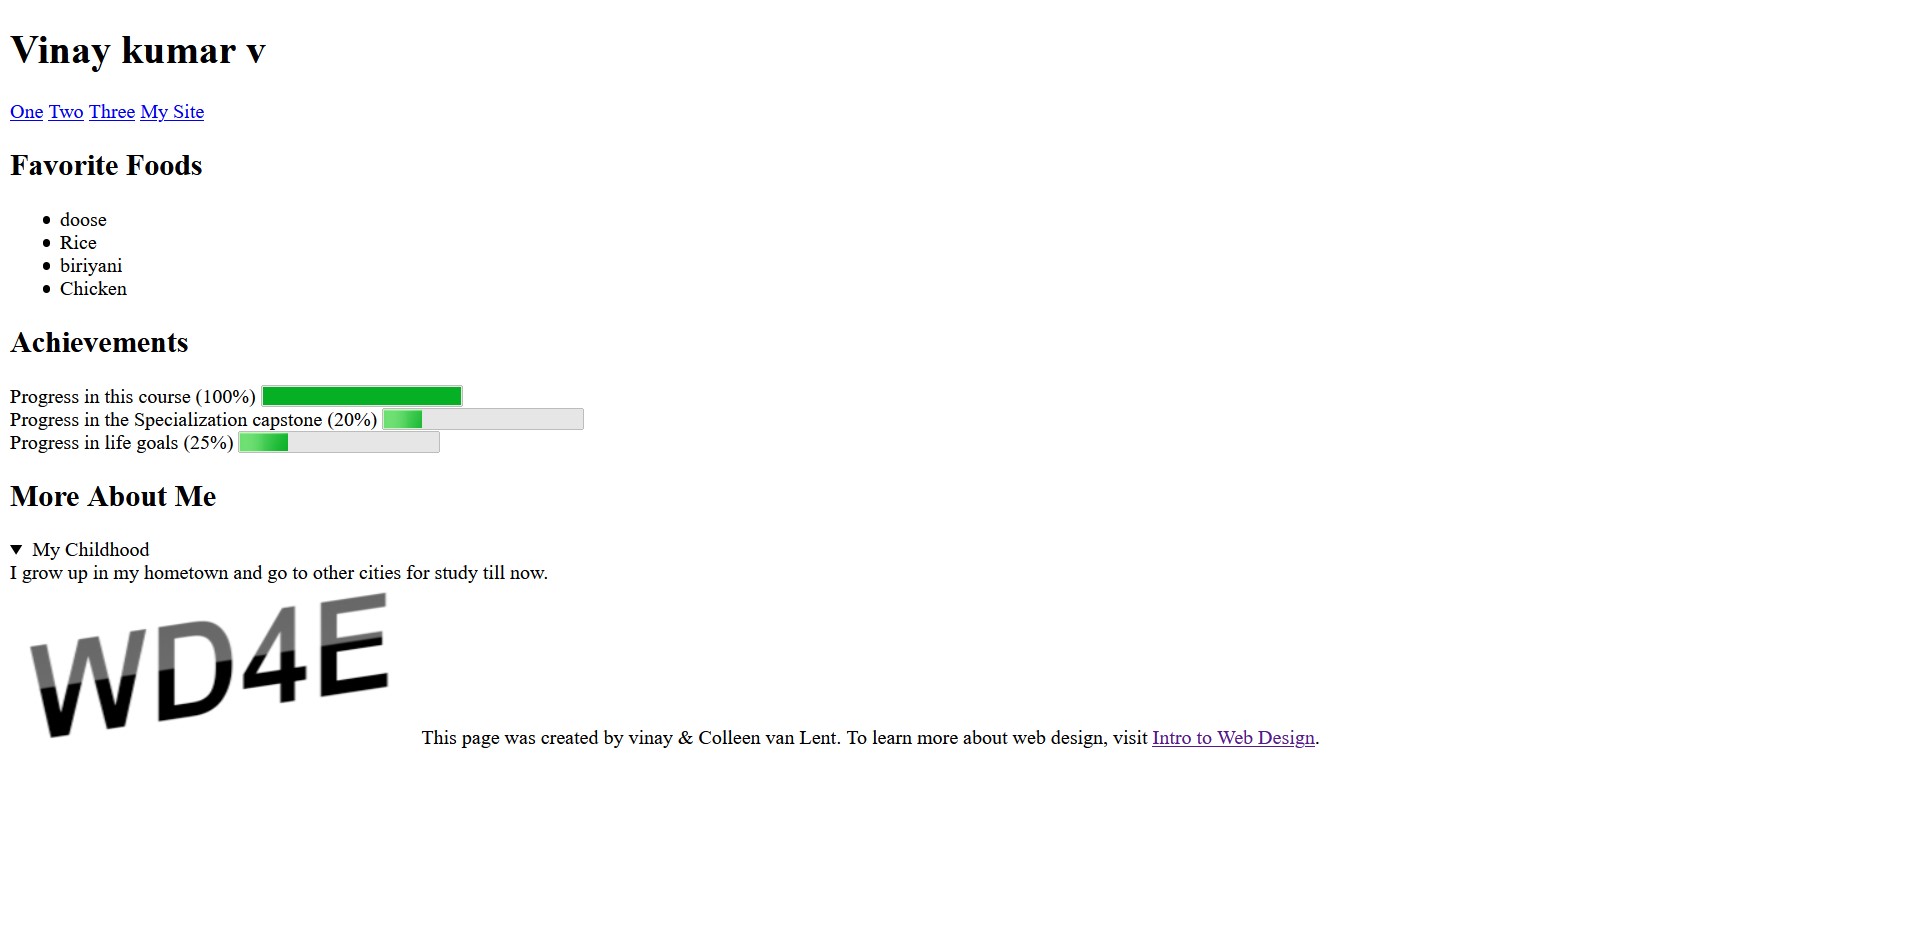 Vinay kumar v
One Two Three My Site
Favorite Foods
doose
Rice
biriyani
Chicken
Achievements
Progress in this course (100%)
Progress in the Specialization capstone (20%)
Progress in life goals (25%)
More About Me
My Childhood
I grow up in my hometown and go to other cities for study till now.
WD4E
This page was created by vinay & Colleen van Lent. To learn more about web design, visit Intro to Web Design.